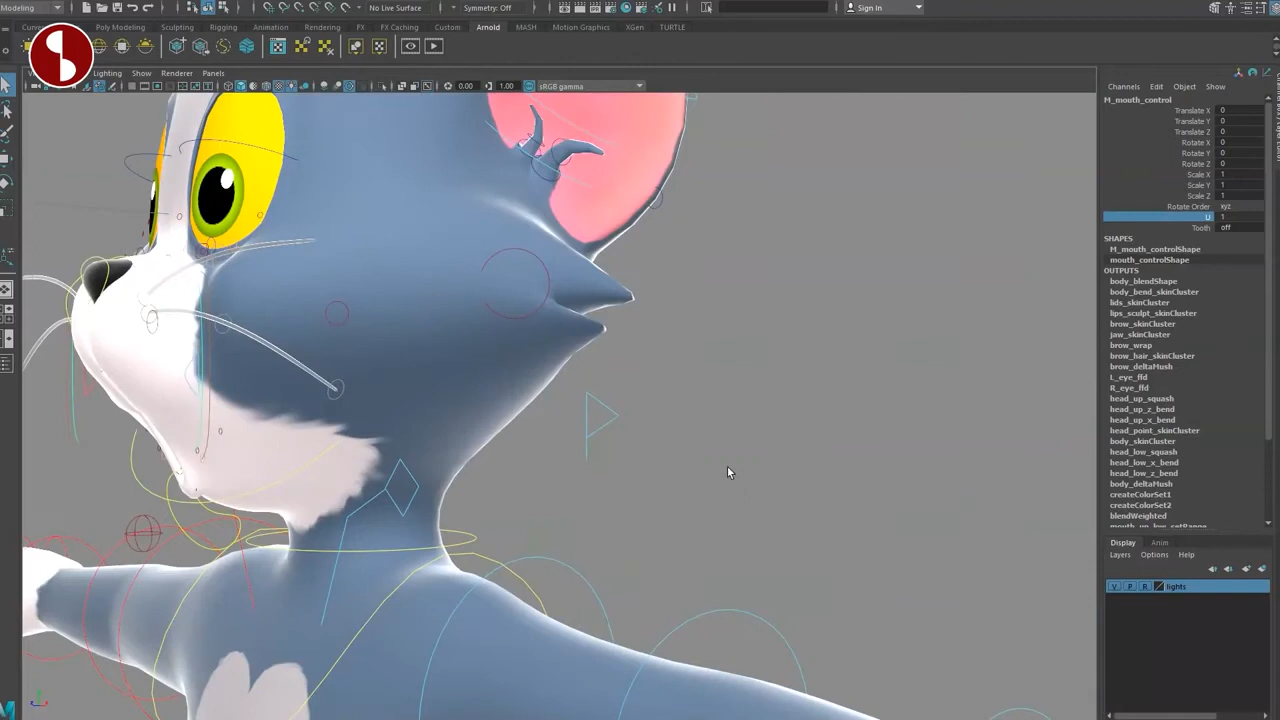 Modeling
No Live Surface
Symmetry: Off
Sign In
Poly Modeling
Sculpting
Rigging
Animation
Rendering
FX
FX Caching
Custom
Arnold
MASH
Motion Graphics
XGen
TURTLE
Lighting
Show
Renderer
Panels
0.00
1.00
sRGB gamma
Channels
Edit
Object
Show
M_mouth_control
Translate X 0
Translate Y 0
Translate Z 0
Rotate X 0
Rotate Y 0
Rotate Z 0
Scale X 1
Scale Y 1
Scale Z 1
Rotate Order xyz
U 1
Tooth off
SHAPES
M_mouth_controlShape
mouth_controlShape
OUTPUTS
body_blendShape
body_bend_skinCluster
lids_skinCluster
lips_sculpt_skinCluster
brow_skinCluster
jaw_skinCluster
brow_wrap
brow_hair_skinCluster
brow_deltaMush
L_eye_ffd
R_eye_ffd
head_up_squash
head_up_z_bend
head_up_x_bend
head_point_skinCluster
body_skinCluster
head_low_squash
head_low_x_bend
head_low_z_bend
body_deltaMush
createColorSet1
createColorSet2
blendWeighted
mouth_up_low_setRange
Display
Anim
Layers
Options
Help
V
P
R
lights